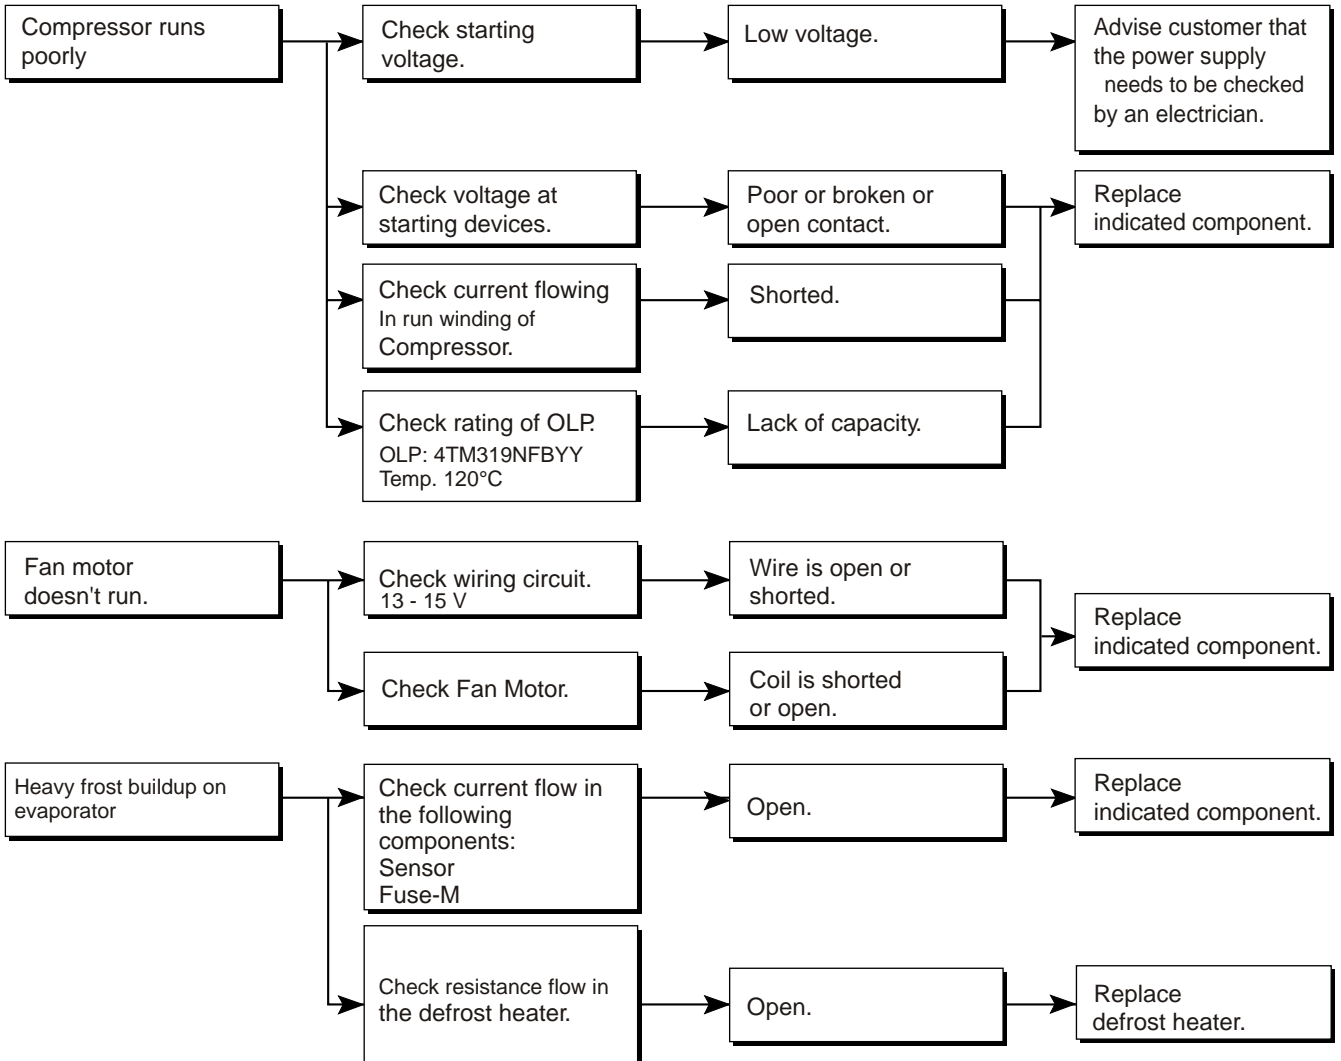 Compressor runs
poorly
Check starting
voltage.
Low voltage.
Advise customer that
the power supply
needs to be checked
by an electrician.
Check voltage at
starting devices.
Poor or broken or
open contact.
Replace
indicated component.
Check current flowing
In run winding of
Compressor.
Shorted.
Check rating of OLP.
OLP: 4TM319NFBYY
Temp. 120°C
Lack of capacity.
Fan motor
doesn't run.
Check wiring circuit.
13 - 15 V
Wire is open or
shorted.
Replace
indicated component.
Check Fan Motor.
Coil is shorted
or open.
Heavy frost buildup on
evaporator
Check current flow in
the following
components:
Sensor
Fuse-M
Open.
Replace
indicated component.
Check resistance flow in
the defrost heater.
Open.
Replace
defrost heater.